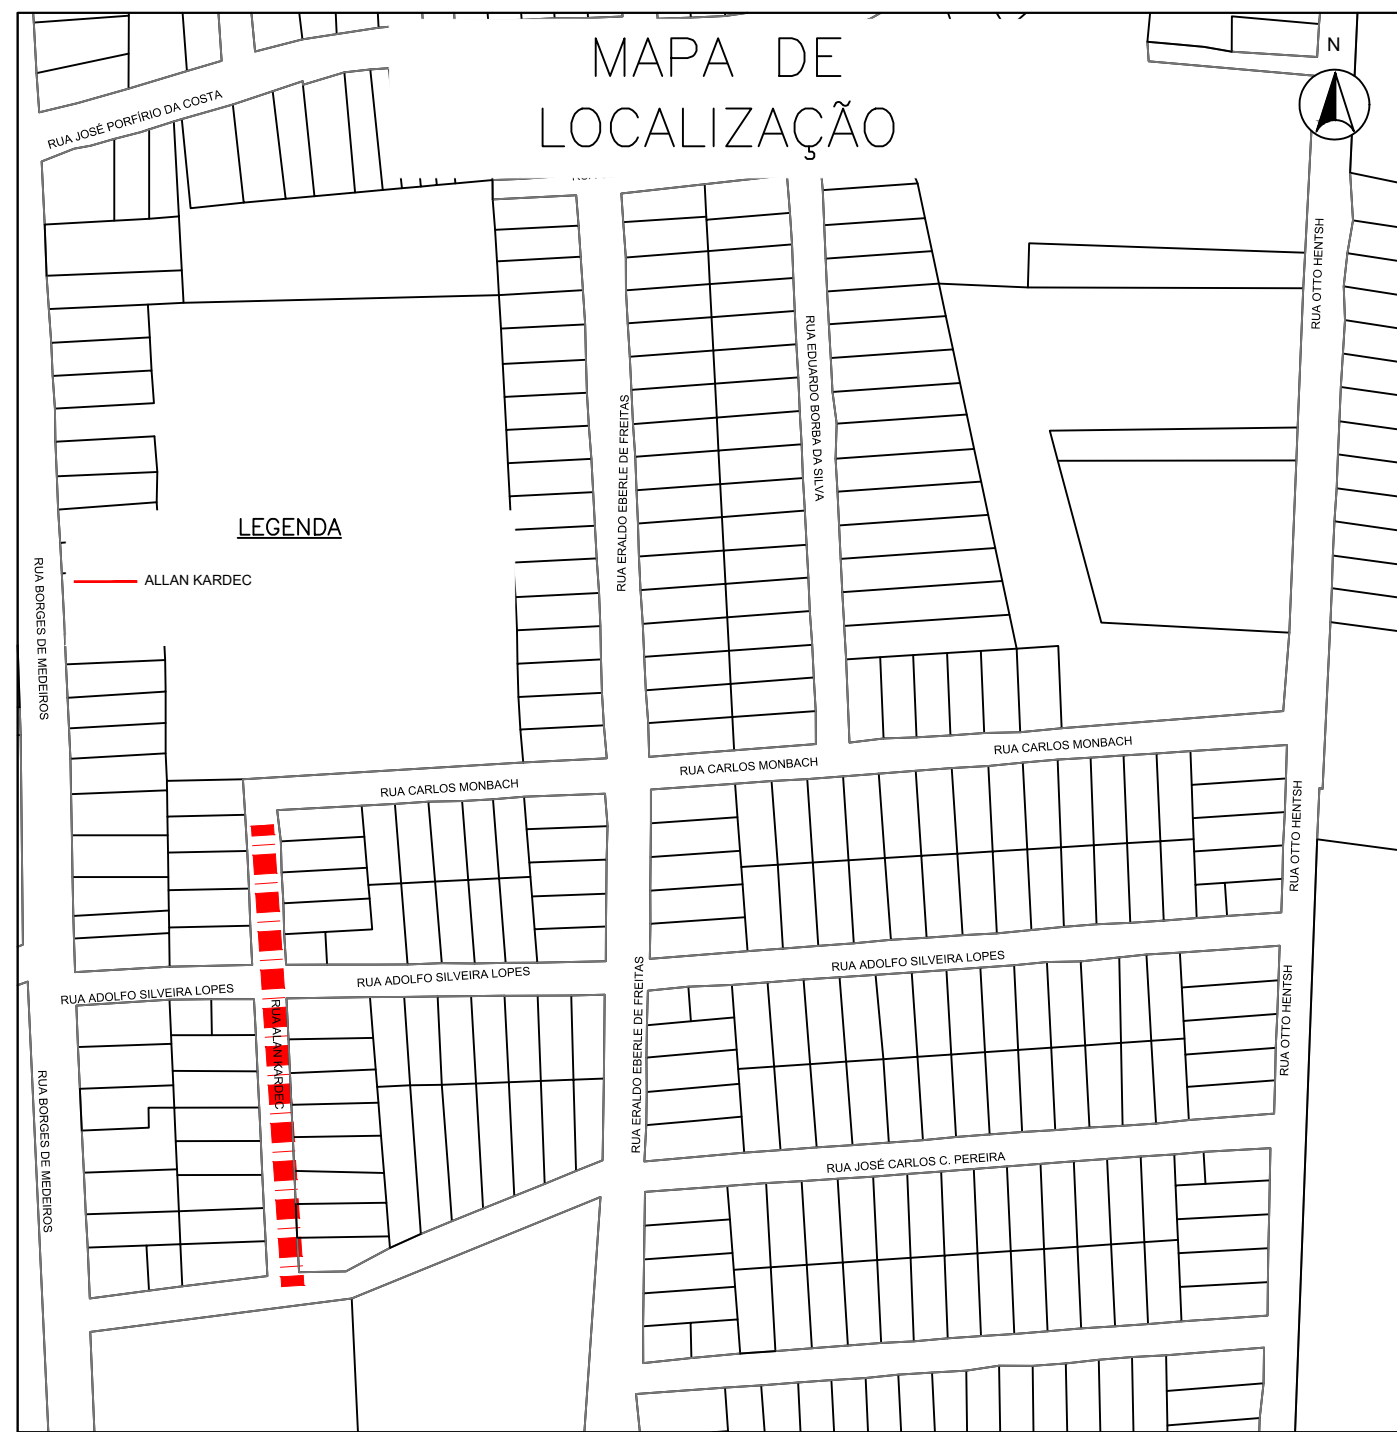 MAPA DE
LOCALIZAÇÃO
N
RUA JOSÉ PORFÍRIO DA COSTA
RUA OTTO HENTSH
RUA EDUARDO BORBA DA SILVA
RUA ERALDO EBERLE DE FREITAS
LEGENDA
ALLAN KARDEC
RUA BORGES DE MEDEIROS
RUA CARLOS MONBACH
RUA CARLOS MONBACH
RUA CARLOS MONBACH
RUA OTTO HENTSH
RUA ADOLFO SILVEIRA LOPES
RUA ADOLFO SILVEIRA LOPES
RUA ADOLFO SILVEIRA LOPES
RUA ALAN KARDEC
RUA ERALDO EBERLE DE FREITAS
RUA OTTO HENTSH
RUA BORGES DE MEDEIROS
RUA JOSÉ CARLOS C. PEREIRA